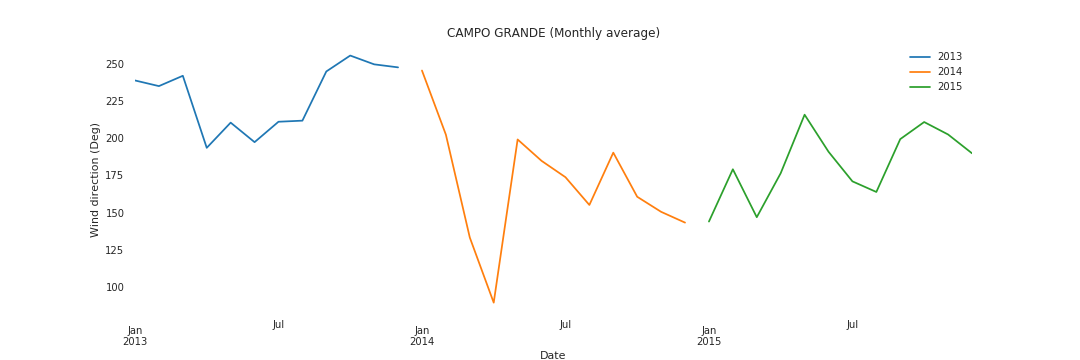 CAMPO GRANDE (Monthly average)
2013
2014
2015
Wind direction (Deg)
250
225
200
175
150
125
100
Jan
2013
Jul
Jan
2014
Jul
Jan
2015
Jul
Date